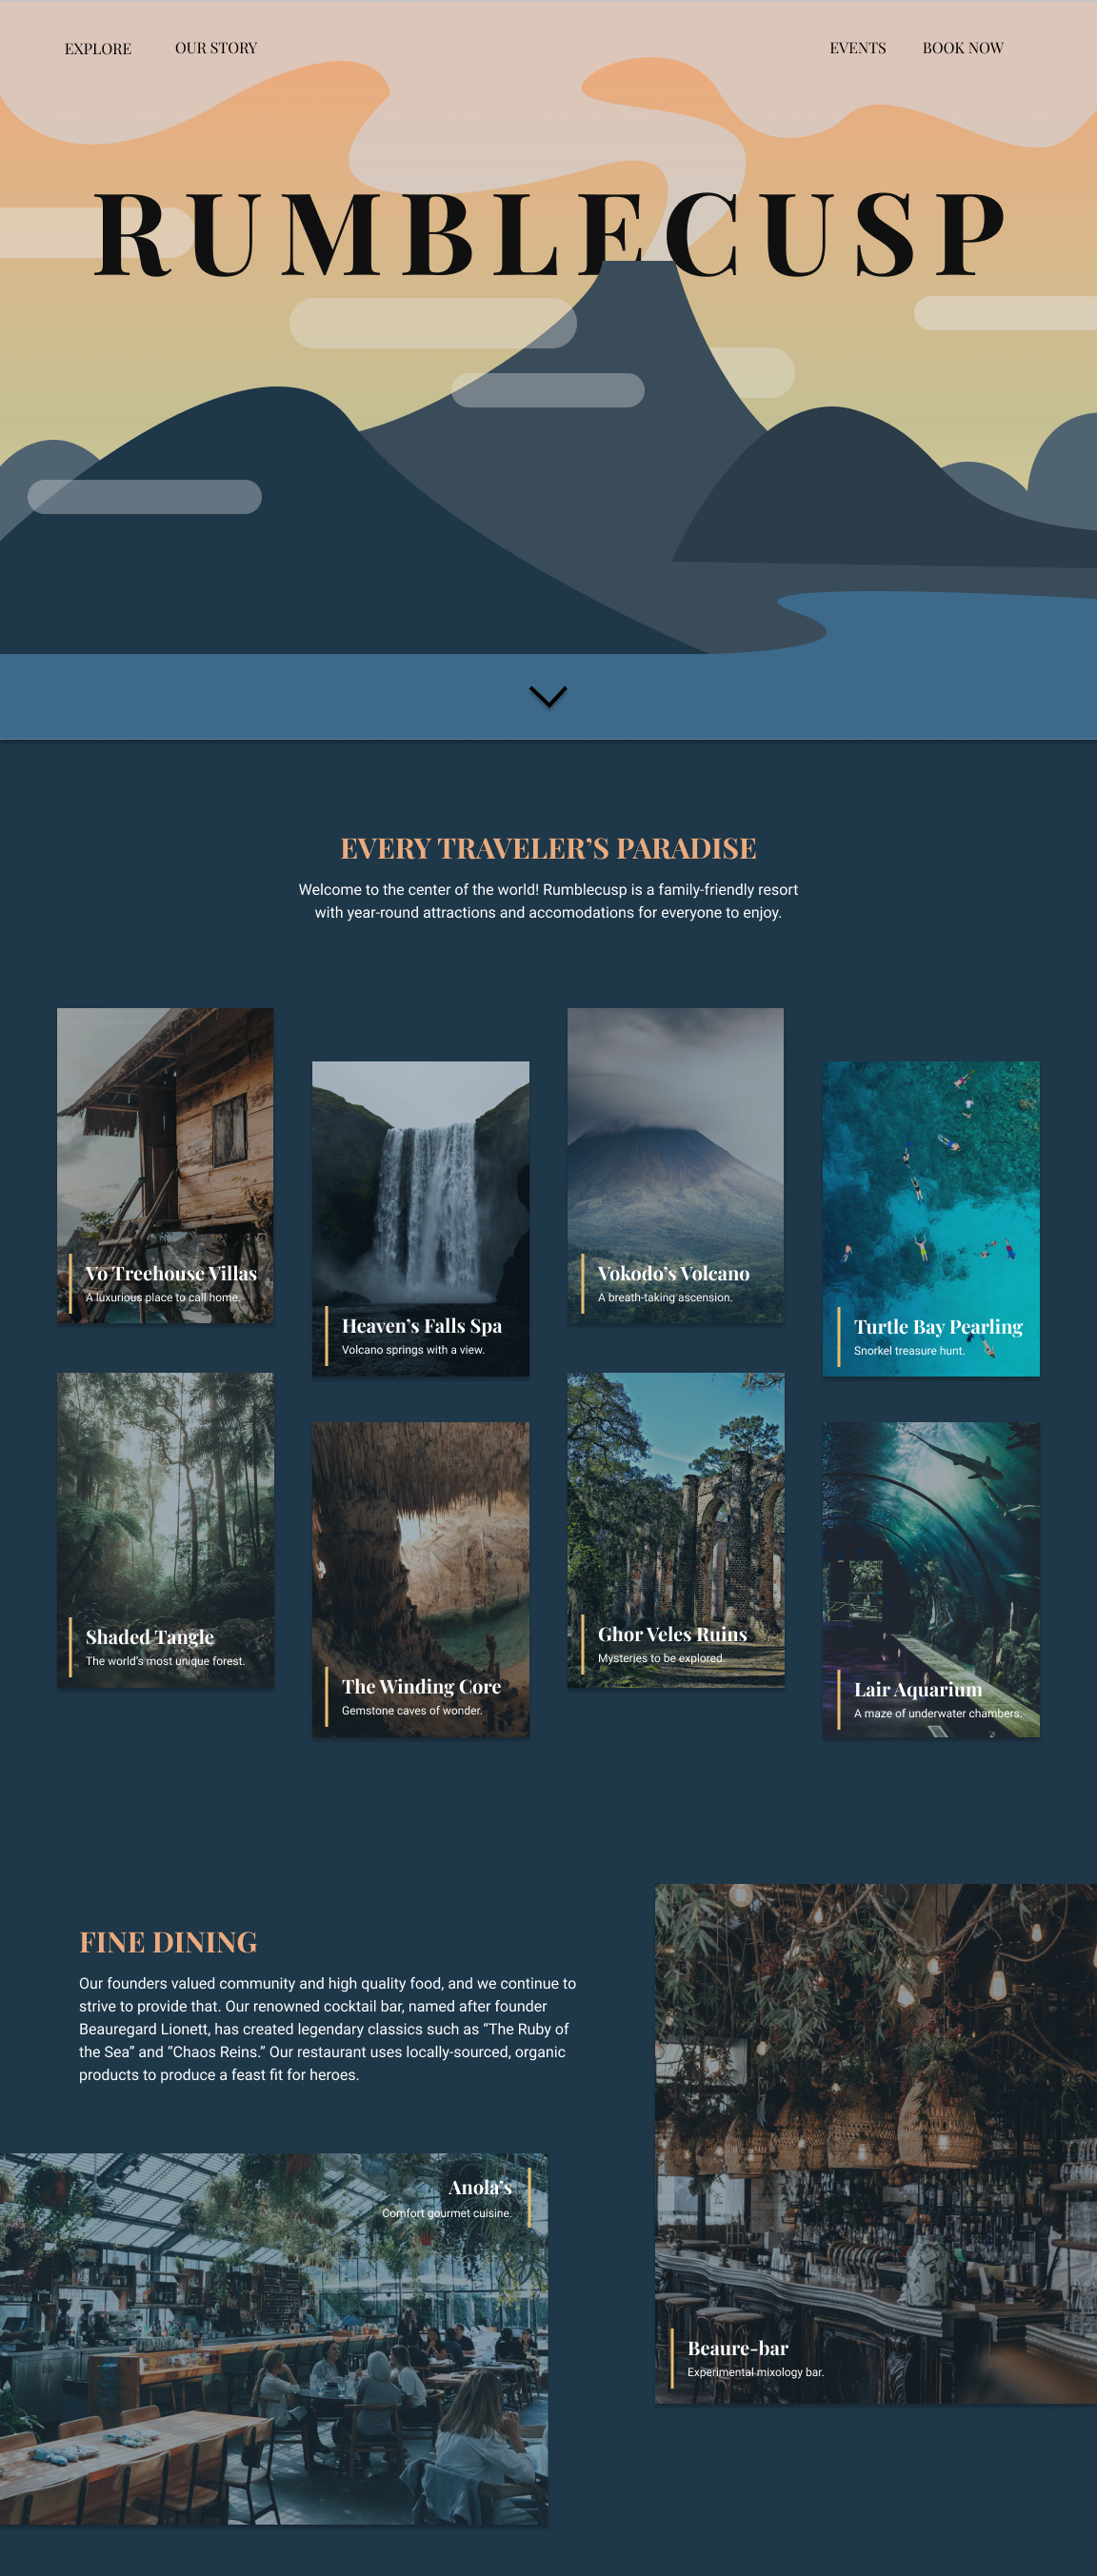 EXPLORE
OUR STORY
EVENTS
BOOK NOW
RUMBLECUSP
EVERY TRAVELER’S PARADISE
Welcome to the center of the world! Rumblecusp is a family-friendly resort
with year-round attractions and accomodations for everyone to enjoy.
Vo Treehouse Villas
A luxurious place to call home.
Heaven’s Falls Spa
Volcano springs with a view.
Vokodo’s Volcano
A breath-taking ascension.
Turtle Bay Pearling
Snorkel treasure hunt.
Shaded Tangle
The world’s most unique forest.
The Winding Core
Gemstone caves of wonder.
Ghor Veles Ruins
Mysteries to be explored.
Lair Aquarium
A maze of underwater chambers.
FINE DINING
Our founders valued community and high quality food, and we continue to
strive to provide that. Our renowned cocktail bar, named after founder
Beauregard Lionett, has created legendary classics such as “The Ruby of
the Sea” and “Chaos Reins.” Our restaurant uses locally-sourced, organic
products to produce a feast fit for heroes.
Anola’s
Comfort gourmet cuisine.
Beaure-bar
Experimental mixology bar.